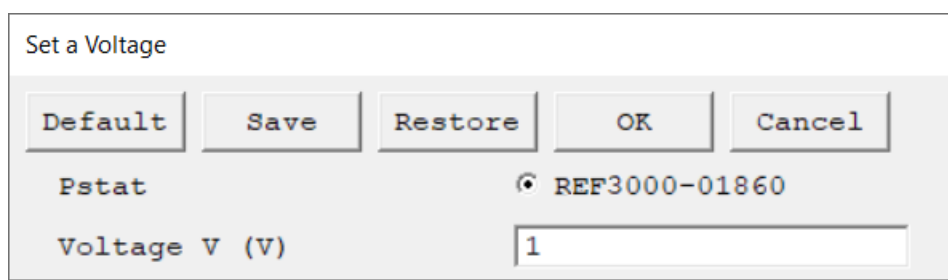 Set a Voltage
Default Save Restore OK Cancel
Pstat REF3000-01860
Voltage V (V) 1